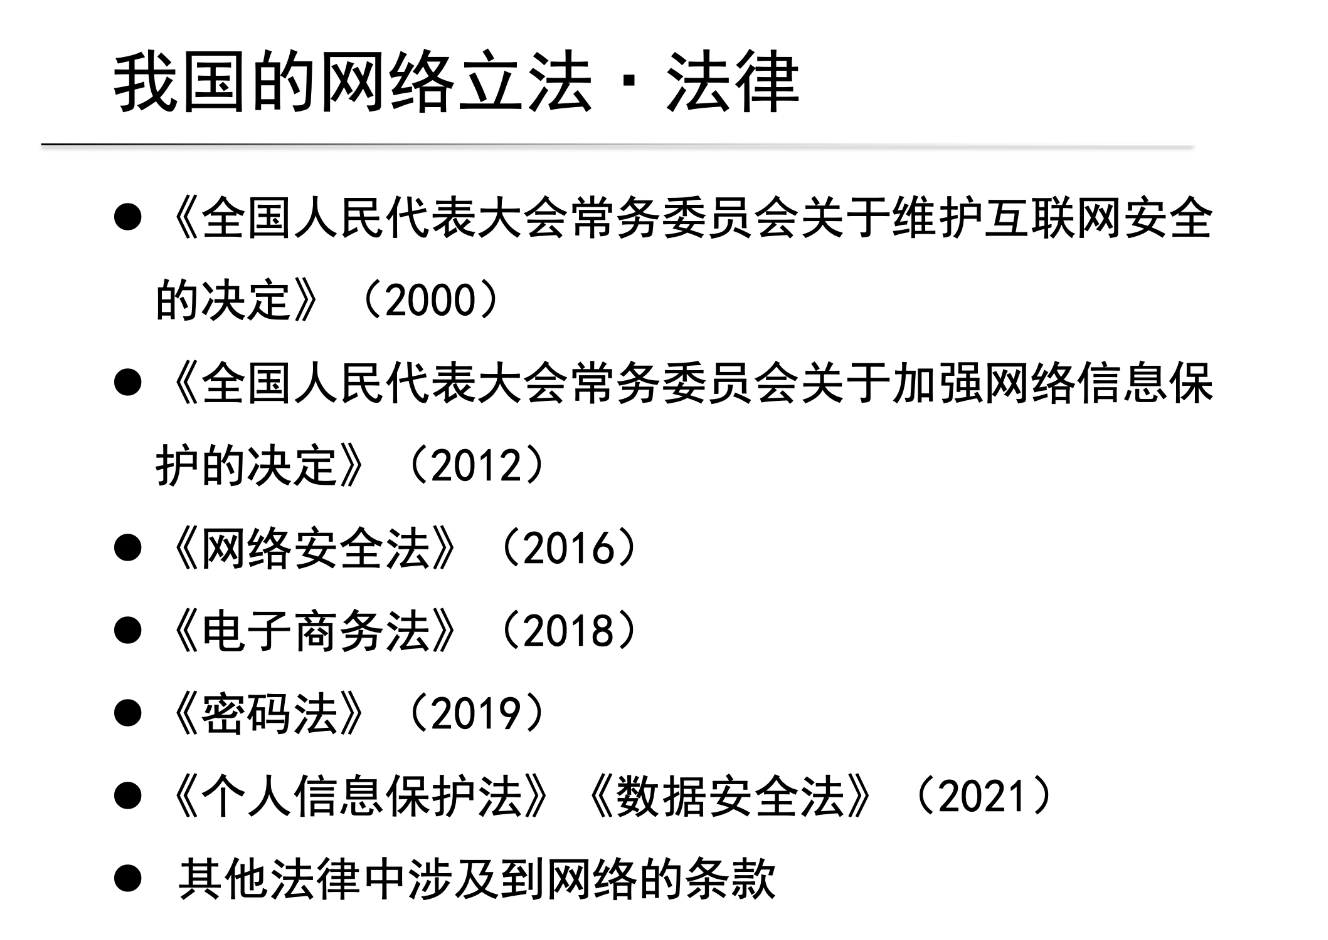 我国的网络立法·法律
●《全国人民代表大会常务委员会关于维护互联网安全
的决定》（2000）
●《全国人民代表大会常务委员会关于加强网络信息保
护的决定》（2012）
●《网络安全法》（2016）
●《电子商务法》（2018）
●《密码法》（2019）
●《个人信息保护法》《数据安全法》（2021）
● 其他法律中涉及到网络的条款